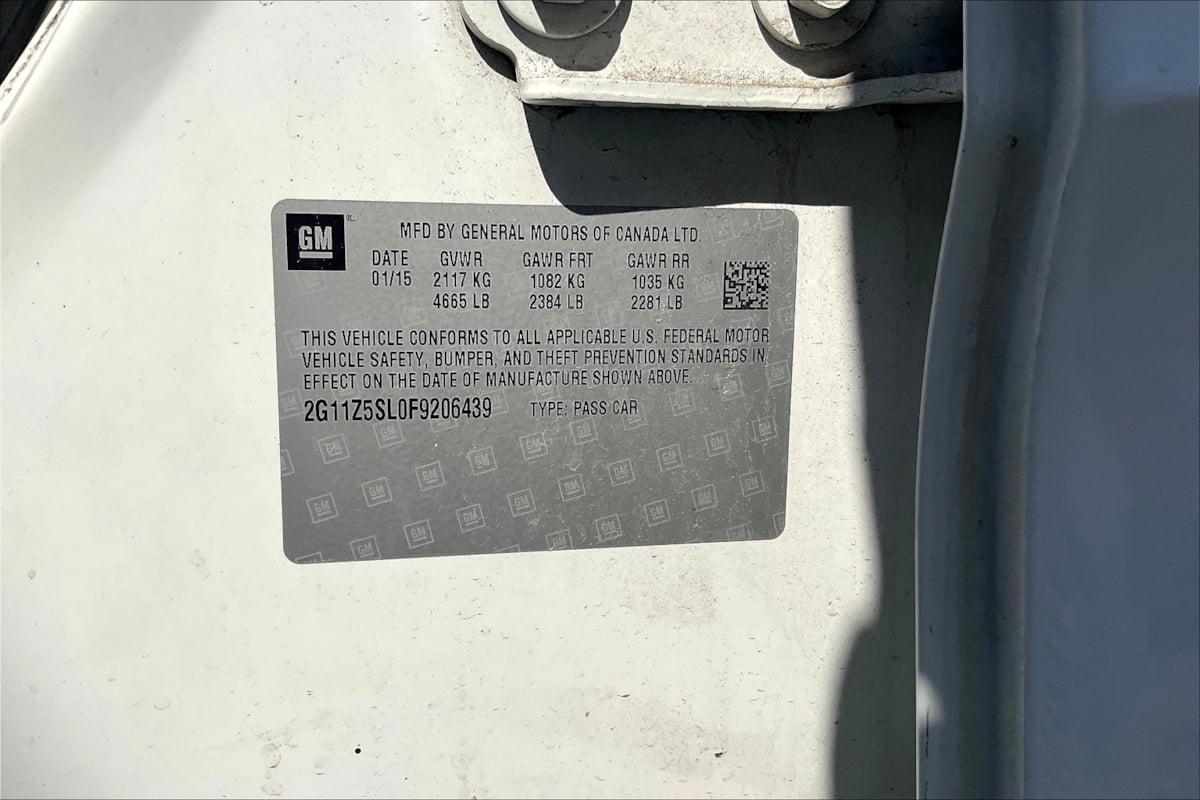 GM
MFD BY GENERAL MOTORS OF CANADA LTD.
DATE GVWR GAWR FRT GAWR RR
01/15 2117 KG 1082 KG 1035 KG
4665 LB 2384 LB 2281 LB
THIS VEHICLE CONFORMS TO ALL APPLICABLE U.S. FEDERAL MOTOR
VEHICLE SAFETY, BUMPER, AND THEFT PREVENTION STANDARDS IN
EFFECT ON THE DATE OF MANUFACTURE SHOWN ABOVE.
2G11Z5SL0F9206439 TYPE: PASS CAR